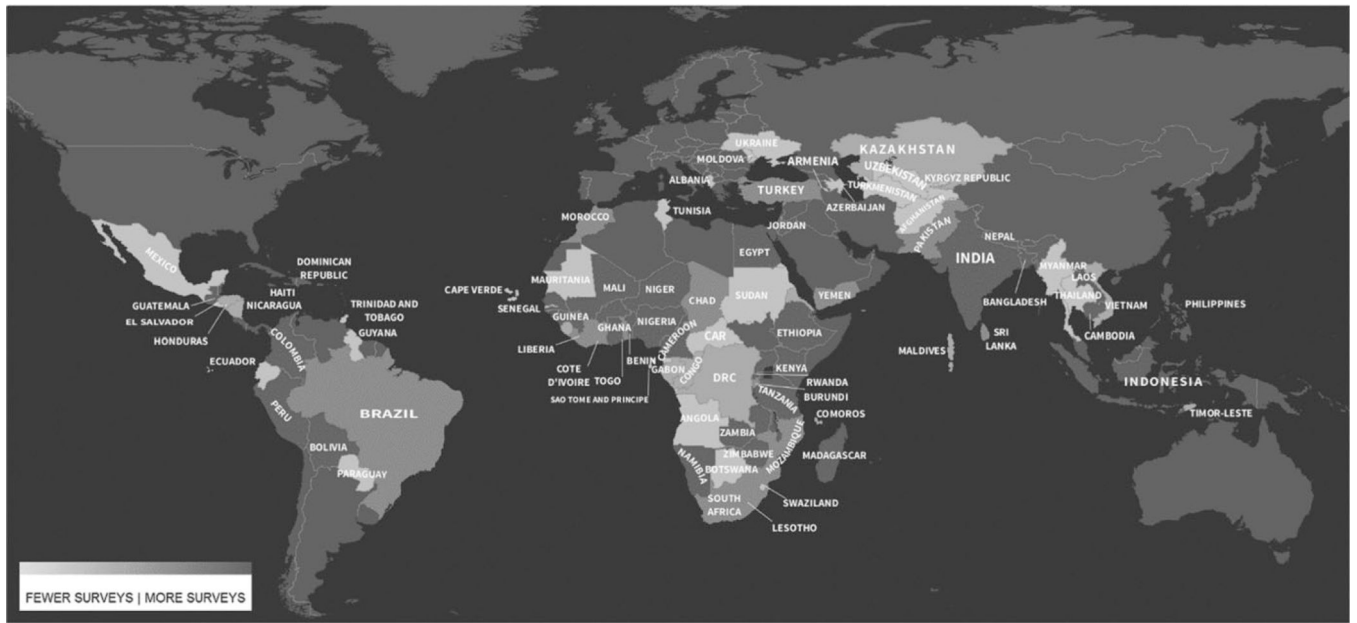 UKRAINE
KAZAKHSTAN
MOLDOVA
ARMENIA
UZBEKISTAN
KYRGYZ REPUBLIC
ALBANIA
TURKEY
TURKMENISTAN
AZERBAIJAN
AFGHANISTAN
MOROCCO
TUNISIA
JORDAN
PAKISTAN
NEPAL
EGYPT
INDIA
MEXICO
DOMINICAN
REPUBLIC
MYANMAR
LAOS
MAURITANIA
MALI
NIGER
CAPE VERDE
HAITI
CHAD
SUDAN
YEMEN
THAILAND
BANGLADESH
VIETNAM
PHILIPPINES
GUATEMALA
NICARAGUA
TRINIDAD AND
TOBAGO
SENEGAL
GUINEA
EL SALVADOR
GHANA
NIGERIA
ETHIOPIA
GUYANA
HONDURAS
COLOMBIA
LIBERIA
CAMEROON
CAR
SRI
LANKA
CAMBODIA
MALDIVES
ECUADOR
BENIN
COTE
D'IVOIRE
TOGO
GABON
CONGO
DRC
KENYA
RWANDA
BURUNDI
INDONESIA
SAO TOME AND PRINCIPE
TANZANIA
PERU
BRAZIL
ANGOLA
COMOROS
TIMOR-LESTE
ZAMBIA
MOZAMBIQUE
BOLIVIA
ZIMBABWE
MADAGASCAR
NAMIBIA
BOTSWANA
PARAGUAY
SOUTH
AFRICA
SWAZILAND
LESOTHO
FEWER SURVEYS | MORE SURVEYS